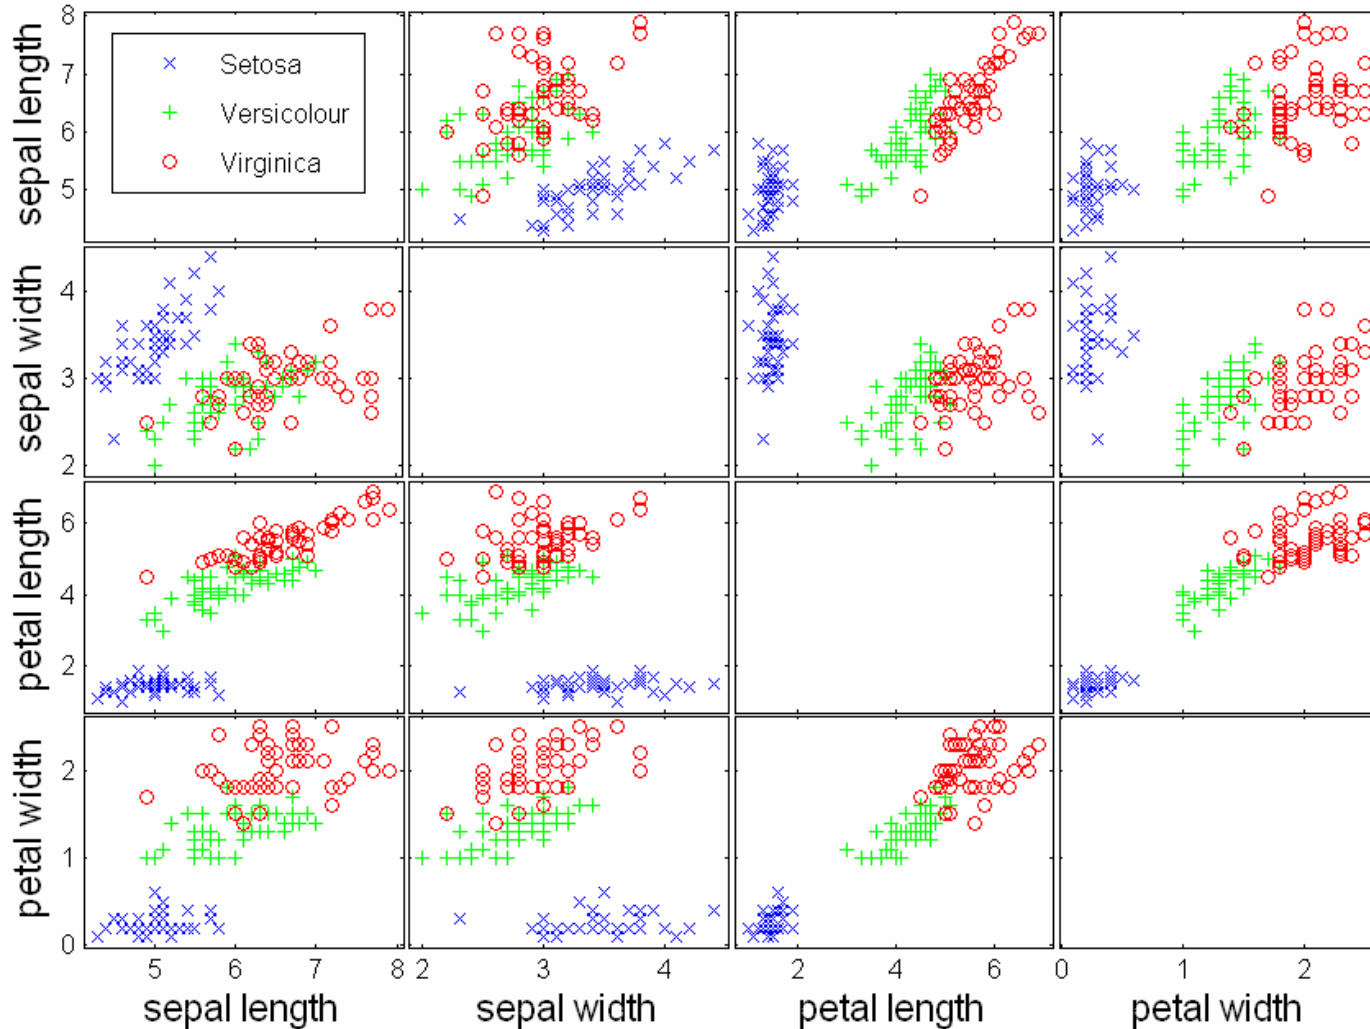 8
sepal length
7
6
5
Setosa
Versicolour
Virginica
sepal width
4
3
2
petal length
6
4
2
petal width
2
1
0
5 6 7 8 2 3 4 2 4 6 0 1 2
sepal length sepal width petal length petal width